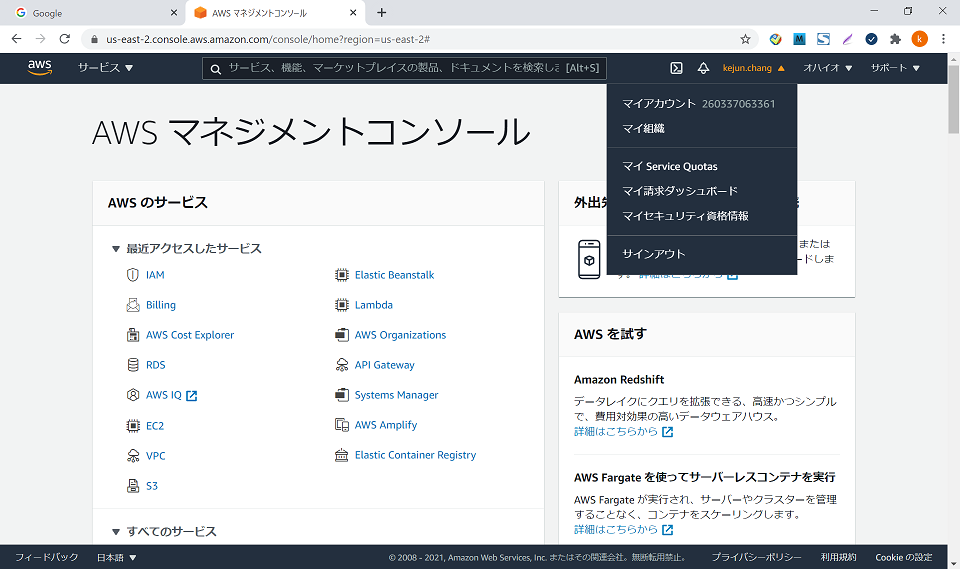 Google
AWS マネジメントコンソール
us-east-2.console.aws.amazon.com/console/home?region=us-east-2#
k
aws
サービス
サービス、機能、マーケットプレイスの製品、ドキュメントを検索し [Alt+S]
kejun.chang
オハイオ
サポート
マイアカウント 260337063361
マイ組織
マイ Service Quotas
マイ請求ダッシュボード
マイセキュリティ資格情報
サインアウト
AWS マネジメントコンソール
AWS のサービス
最近アクセスしたサービス
IAM
Billing
AWS Cost Explorer
RDS
AWS IQ
EC2
VPC
S3
Elastic Beanstalk
Lambda
AWS Organizations
API Gateway
Systems Manager
AWS Amplify
Elastic Container Registry
すべてのサービス
外出
または
ードしま
す。
AWS を試す
Amazon Redshift
データレイクにクエリを拡張できる、高速かつシンプル
で、費用対効果の高いデータウェアハウス。
詳細はこちらから
AWS Fargate を使ってサーバーレスコンテナを実行
AWS Fargate が実行され、サーバーやクラスターを管理
することなく、コンテナをスケーリングします。
詳細はこちらから
フィードバック
日本語
© 2008 - 2021, Amazon Web Services, Inc. またはその関連会社。無断転用禁止。
プライバシーポリシー
利用規約
Cookie の設定